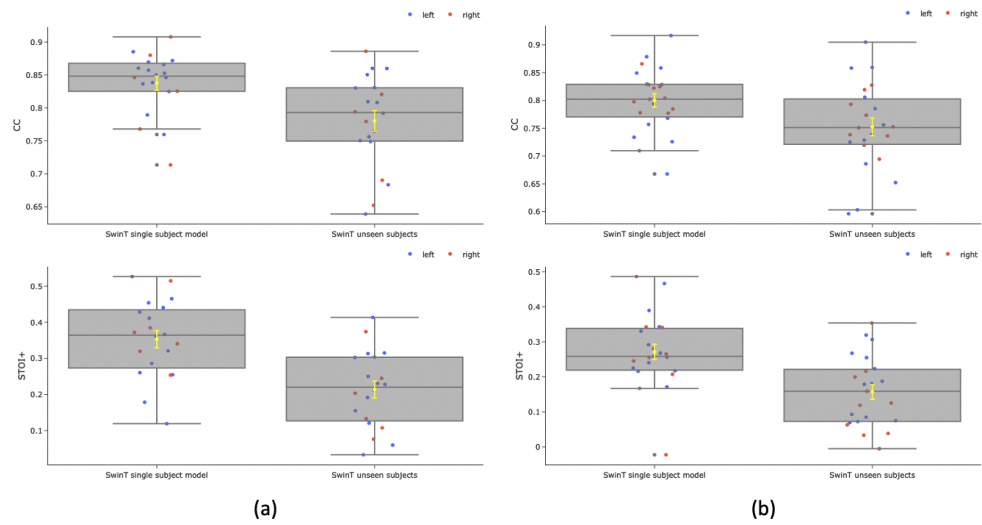 left right
0.9
0.85
0.8
0.75
0.7
0.65
CC
SwinT single subject model SwinT unseen subjects
left right
0.9
0.85
0.8
0.75
0.7
0.65
0.6
CC
SwinT single subject model SwinT unseen subjects
left right
0.5
0.4
0.3
0.2
0.1
STOI+
SwinT single subject model SwinT unseen subjects
left right
0.5
0.4
0.3
0.2
0.1
0
STOI+
SwinT single subject model SwinT unseen subjects
(a)
(b)